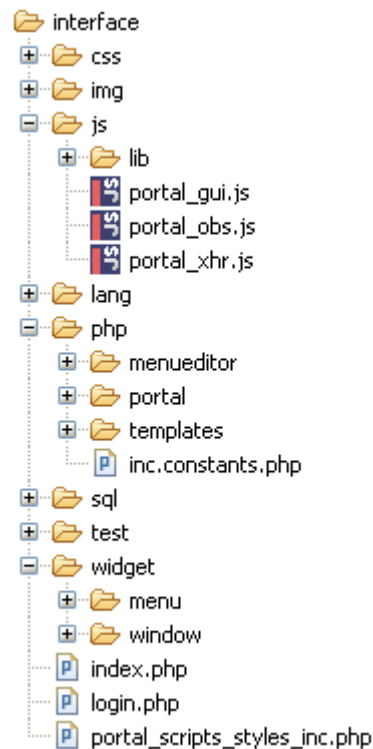 interface
css
img
js
lib
portal_gui.js
portal_obs.js
portal_xhr.js
lang
php
menueditor
portal
templates
inc.constants.php
sql
test
widget
menu
window
index.php
login.php
portal_scripts_styles_inc.php